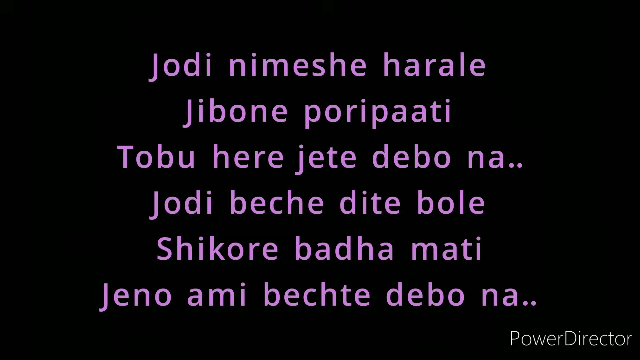 Jodi nimeshe harale
Jibone poripaati
Tobu here jete debo na..
Jodi beche dite bole
Shikore badha mati
Jeno ami bechte debo na..
PowerDirector